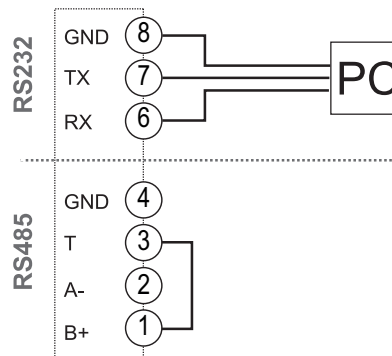 RS232
GND 8
TX 7
RX 6
PC
RS485
GND 4
T 3
A- 2
B+ 1